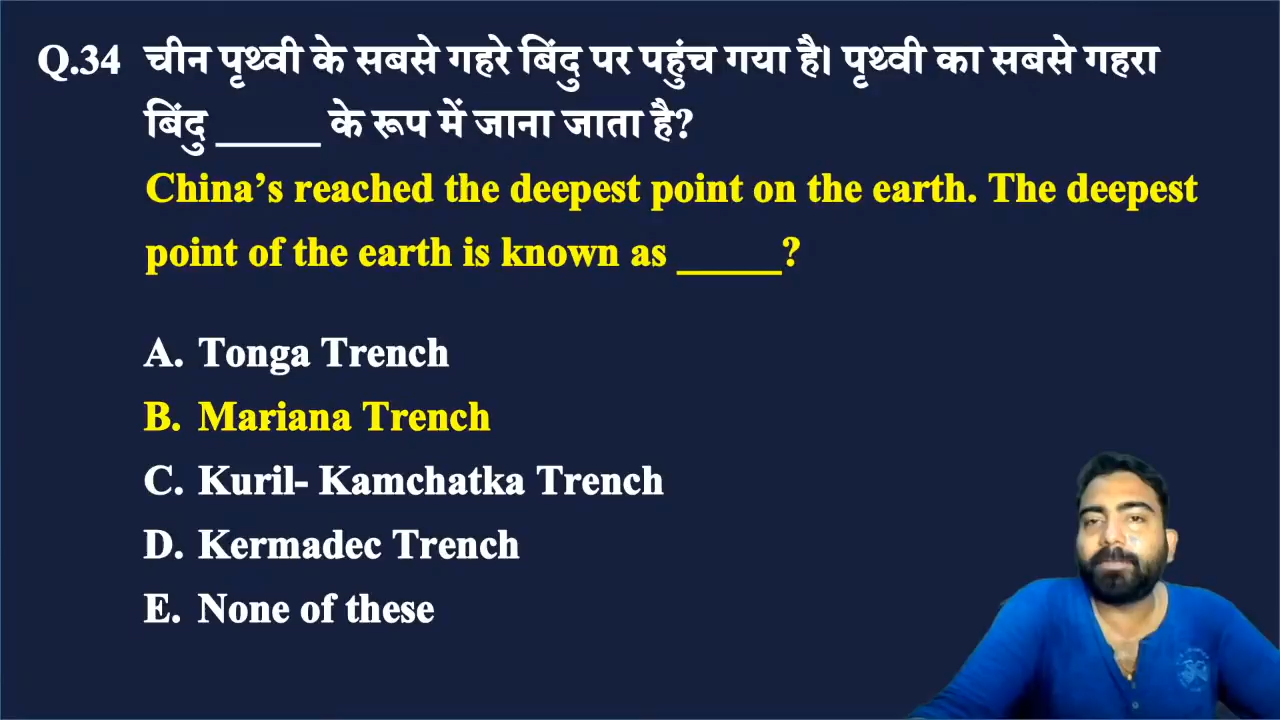 Q.34 चीन पृथ्वी के सबसे गहरे बिंदु पर पहुंच गया है। पृथ्वी का सबसे गहरा
बिंदु _____ के रूप में जाना जाता है?
China’s reached the deepest point on the earth. The deepest
point of the earth is known as _____?
A. Tonga Trench
B. Mariana Trench
C. Kuril- Kamchatka Trench
D. Kermadec Trench
E. None of these